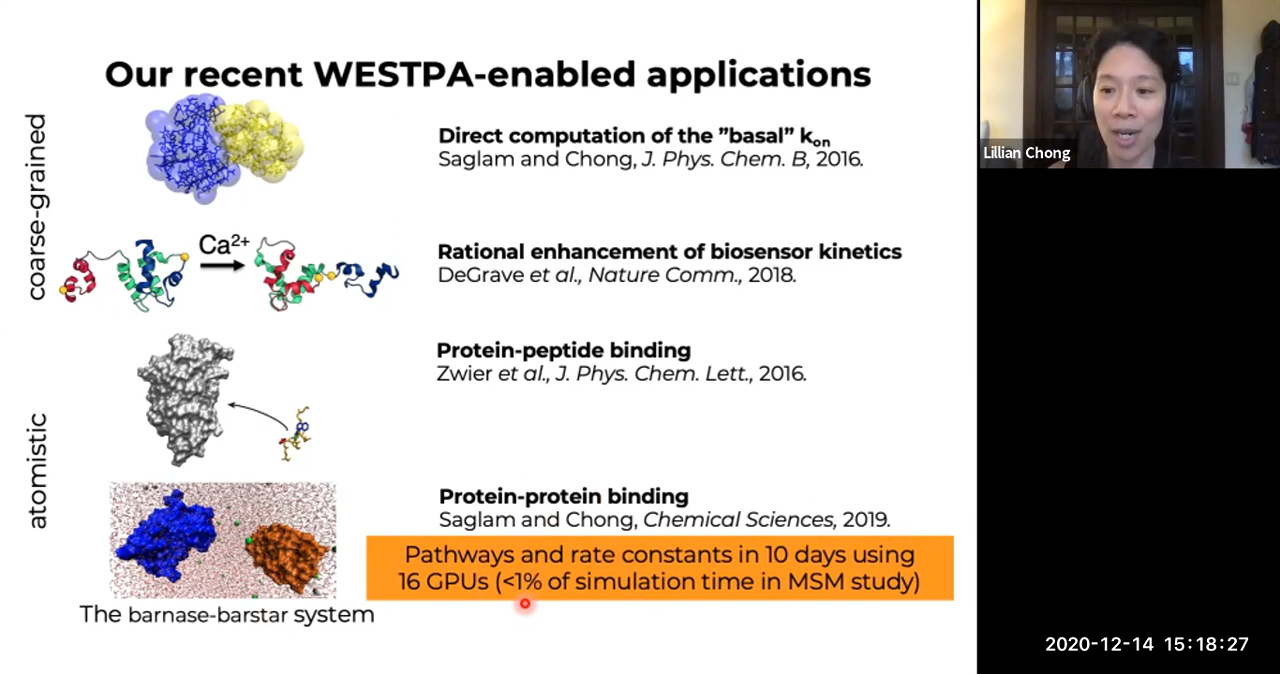 Our recent WESTPA-enabled applications
coarse-grained
Direct computation of the ”basal” kon
Saglam and Chong, J. Phys. Chem. B, 2016.
Ca2+
Rational enhancement of biosensor kinetics
DeGrave et al., Nature Comm., 2018.
atomistic
Protein-peptide binding
Zwier et al., J. Phys. Chem. Lett., 2016.
Protein-protein binding
Saglam and Chong, Chemical Sciences, 2019.
Pathways and rate constants in 10 days using
16 GPUs (<1% of simulation time in MSM study)
The barnase-barstar system
Lillian Chong
2020-12-14 15:18:27